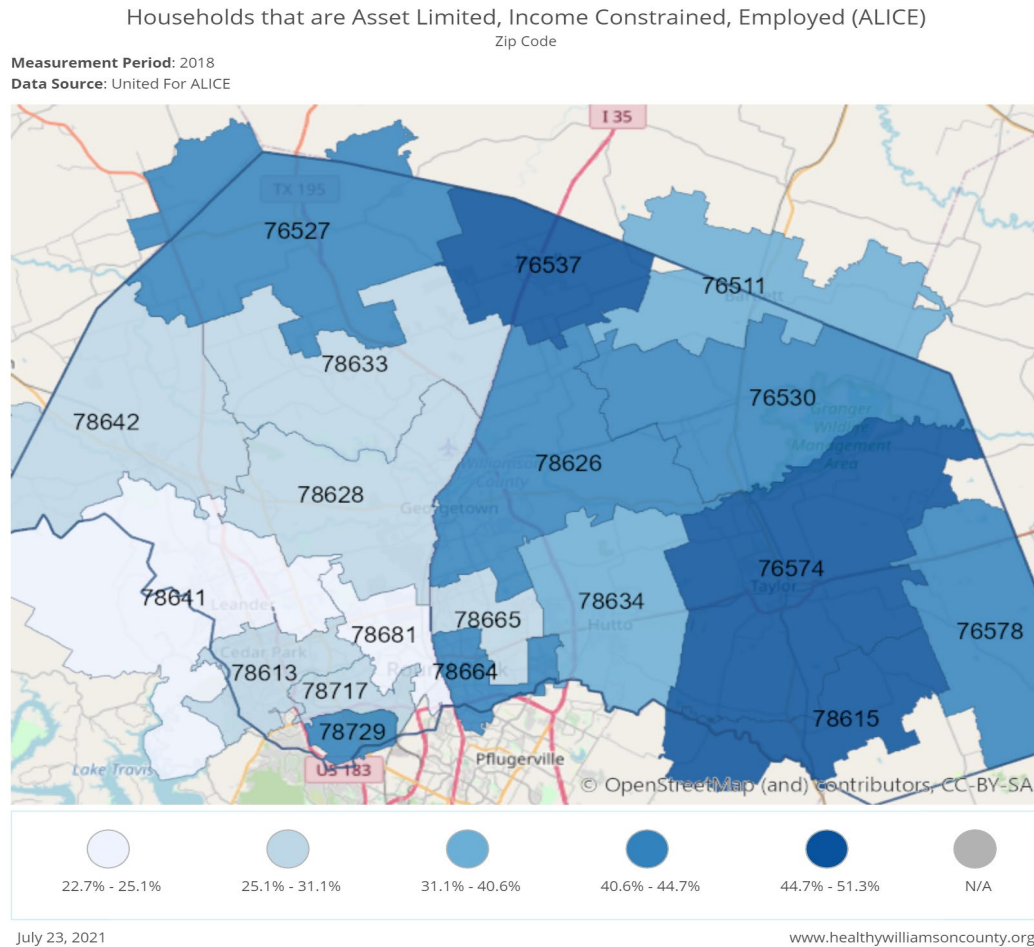 Households that are Asset Limited, Income Constrained, Employed (ALICE)
Zip Code
Measurement Period: 2018
Data Source: United For ALICE
I 35
TX 195
76527
76537
76511
Bartlett
78633
78642
76530
Granger
Wildlife
Management
Area
78626
Williamson
County
78628
Georgetown
76574
Taylor
78641
Leander
78634
Hutto
78665
78681
76578
Cedar Park
78613
78664
Round Rock
78717
78615
78729
US 183
Lake Travis
Pflugerville
© OpenStreetMap (and) contributors, CC-BY-SA
22.7% - 25.1%
25.1% - 31.1%
31.1% - 40.6%
40.6% - 44.7%
44.7% - 51.3%
N/A
July 23, 2021
www.healthywilliamsoncounty.org